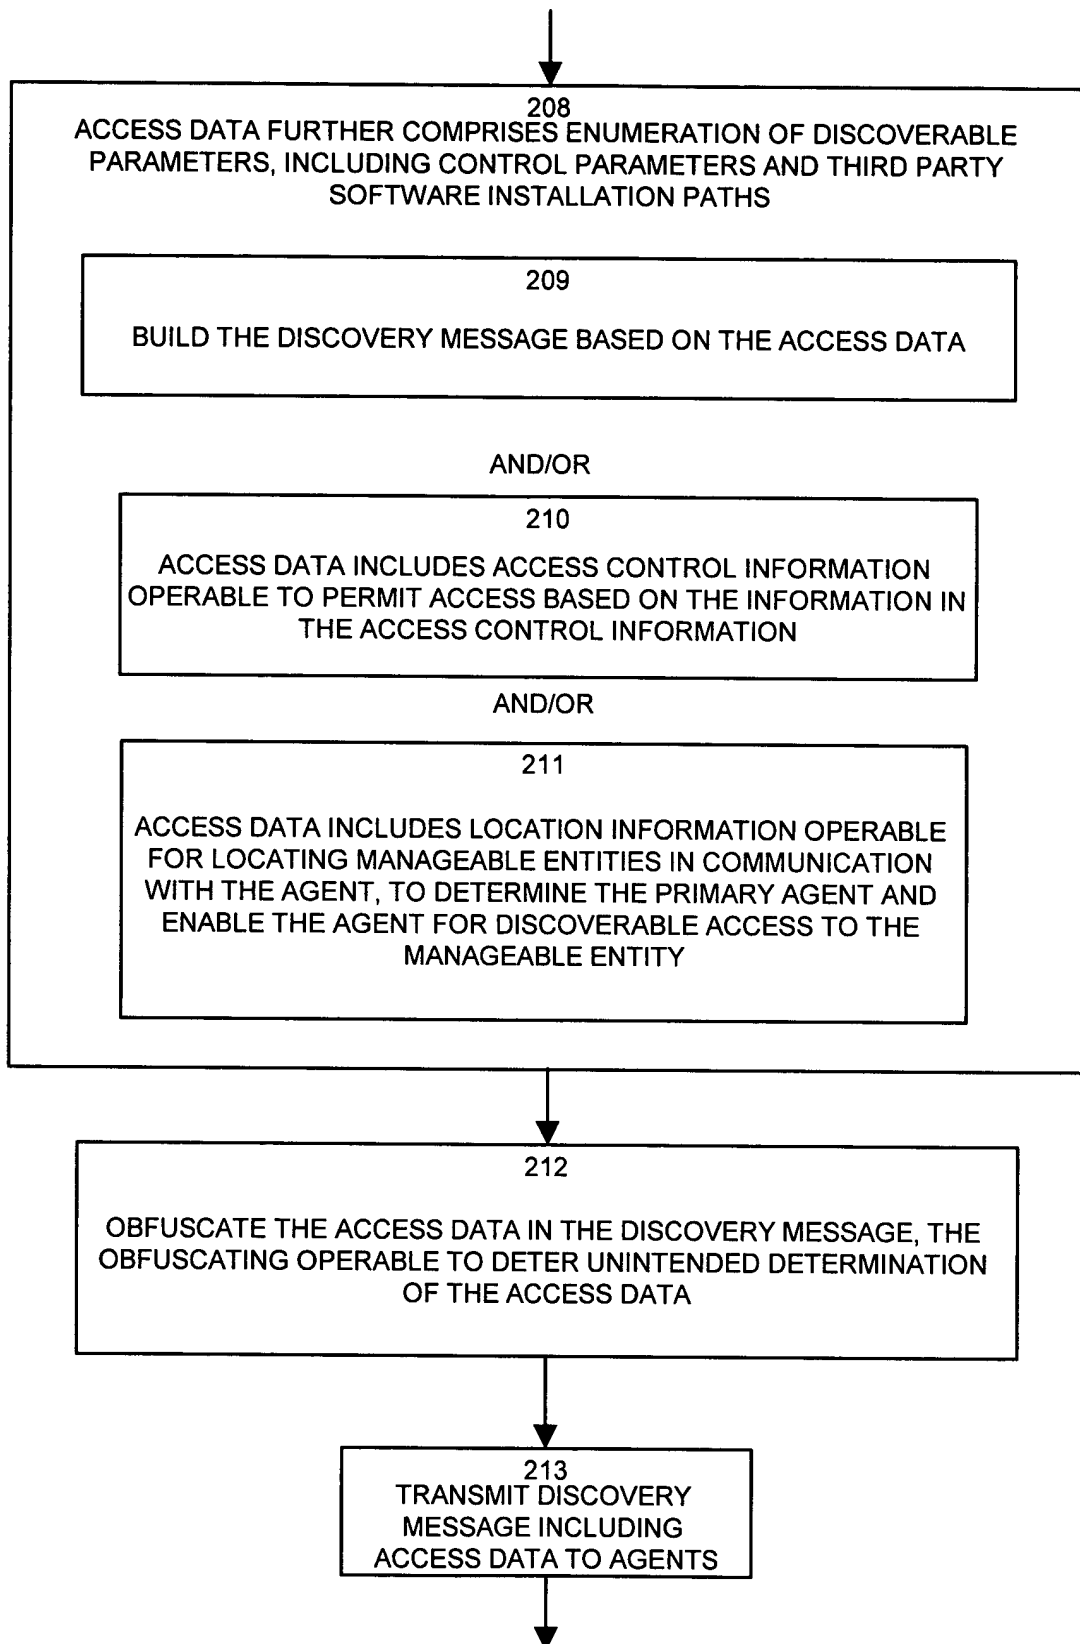 208
ACCESS DATA FURTHER COMPRISES ENUMERATION OF DISCOVERABLE
PARAMETERS, INCLUDING CONTROL PARAMETERS AND THIRD PARTY
SOFTWARE INSTALLATION PATHS
209
BUILD THE DISCOVERY MESSAGE BASED ON THE ACCESS DATA
AND/OR
210
ACCESS DATA INCLUDES ACCESS CONTROL INFORMATION
OPERABLE TO PERMIT ACCESS BASED ON THE INFORMATION IN
THE ACCESS CONTROL INFORMATION
AND/OR
211
ACCESS DATA INCLUDES LOCATION INFORMATION OPERABLE
FOR LOCATING MANAGEABLE ENTITIES IN COMMUNICATION
WITH THE AGENT, TO DETERMINE THE PRIMARY AGENT AND
ENABLE THE AGENT FOR DISCOVERABLE ACCESS TO THE
MANAGEABLE ENTITY
212
OBFUSCATE THE ACCESS DATA IN THE DISCOVERY MESSAGE, THE
OBFUSCATING OPERABLE TO DETER UNINTENDED DETERMINATION
OF THE ACCESS DATA
213
TRANSMIT DISCOVERY
MESSAGE INCLUDING
ACCESS DATA TO AGENTS